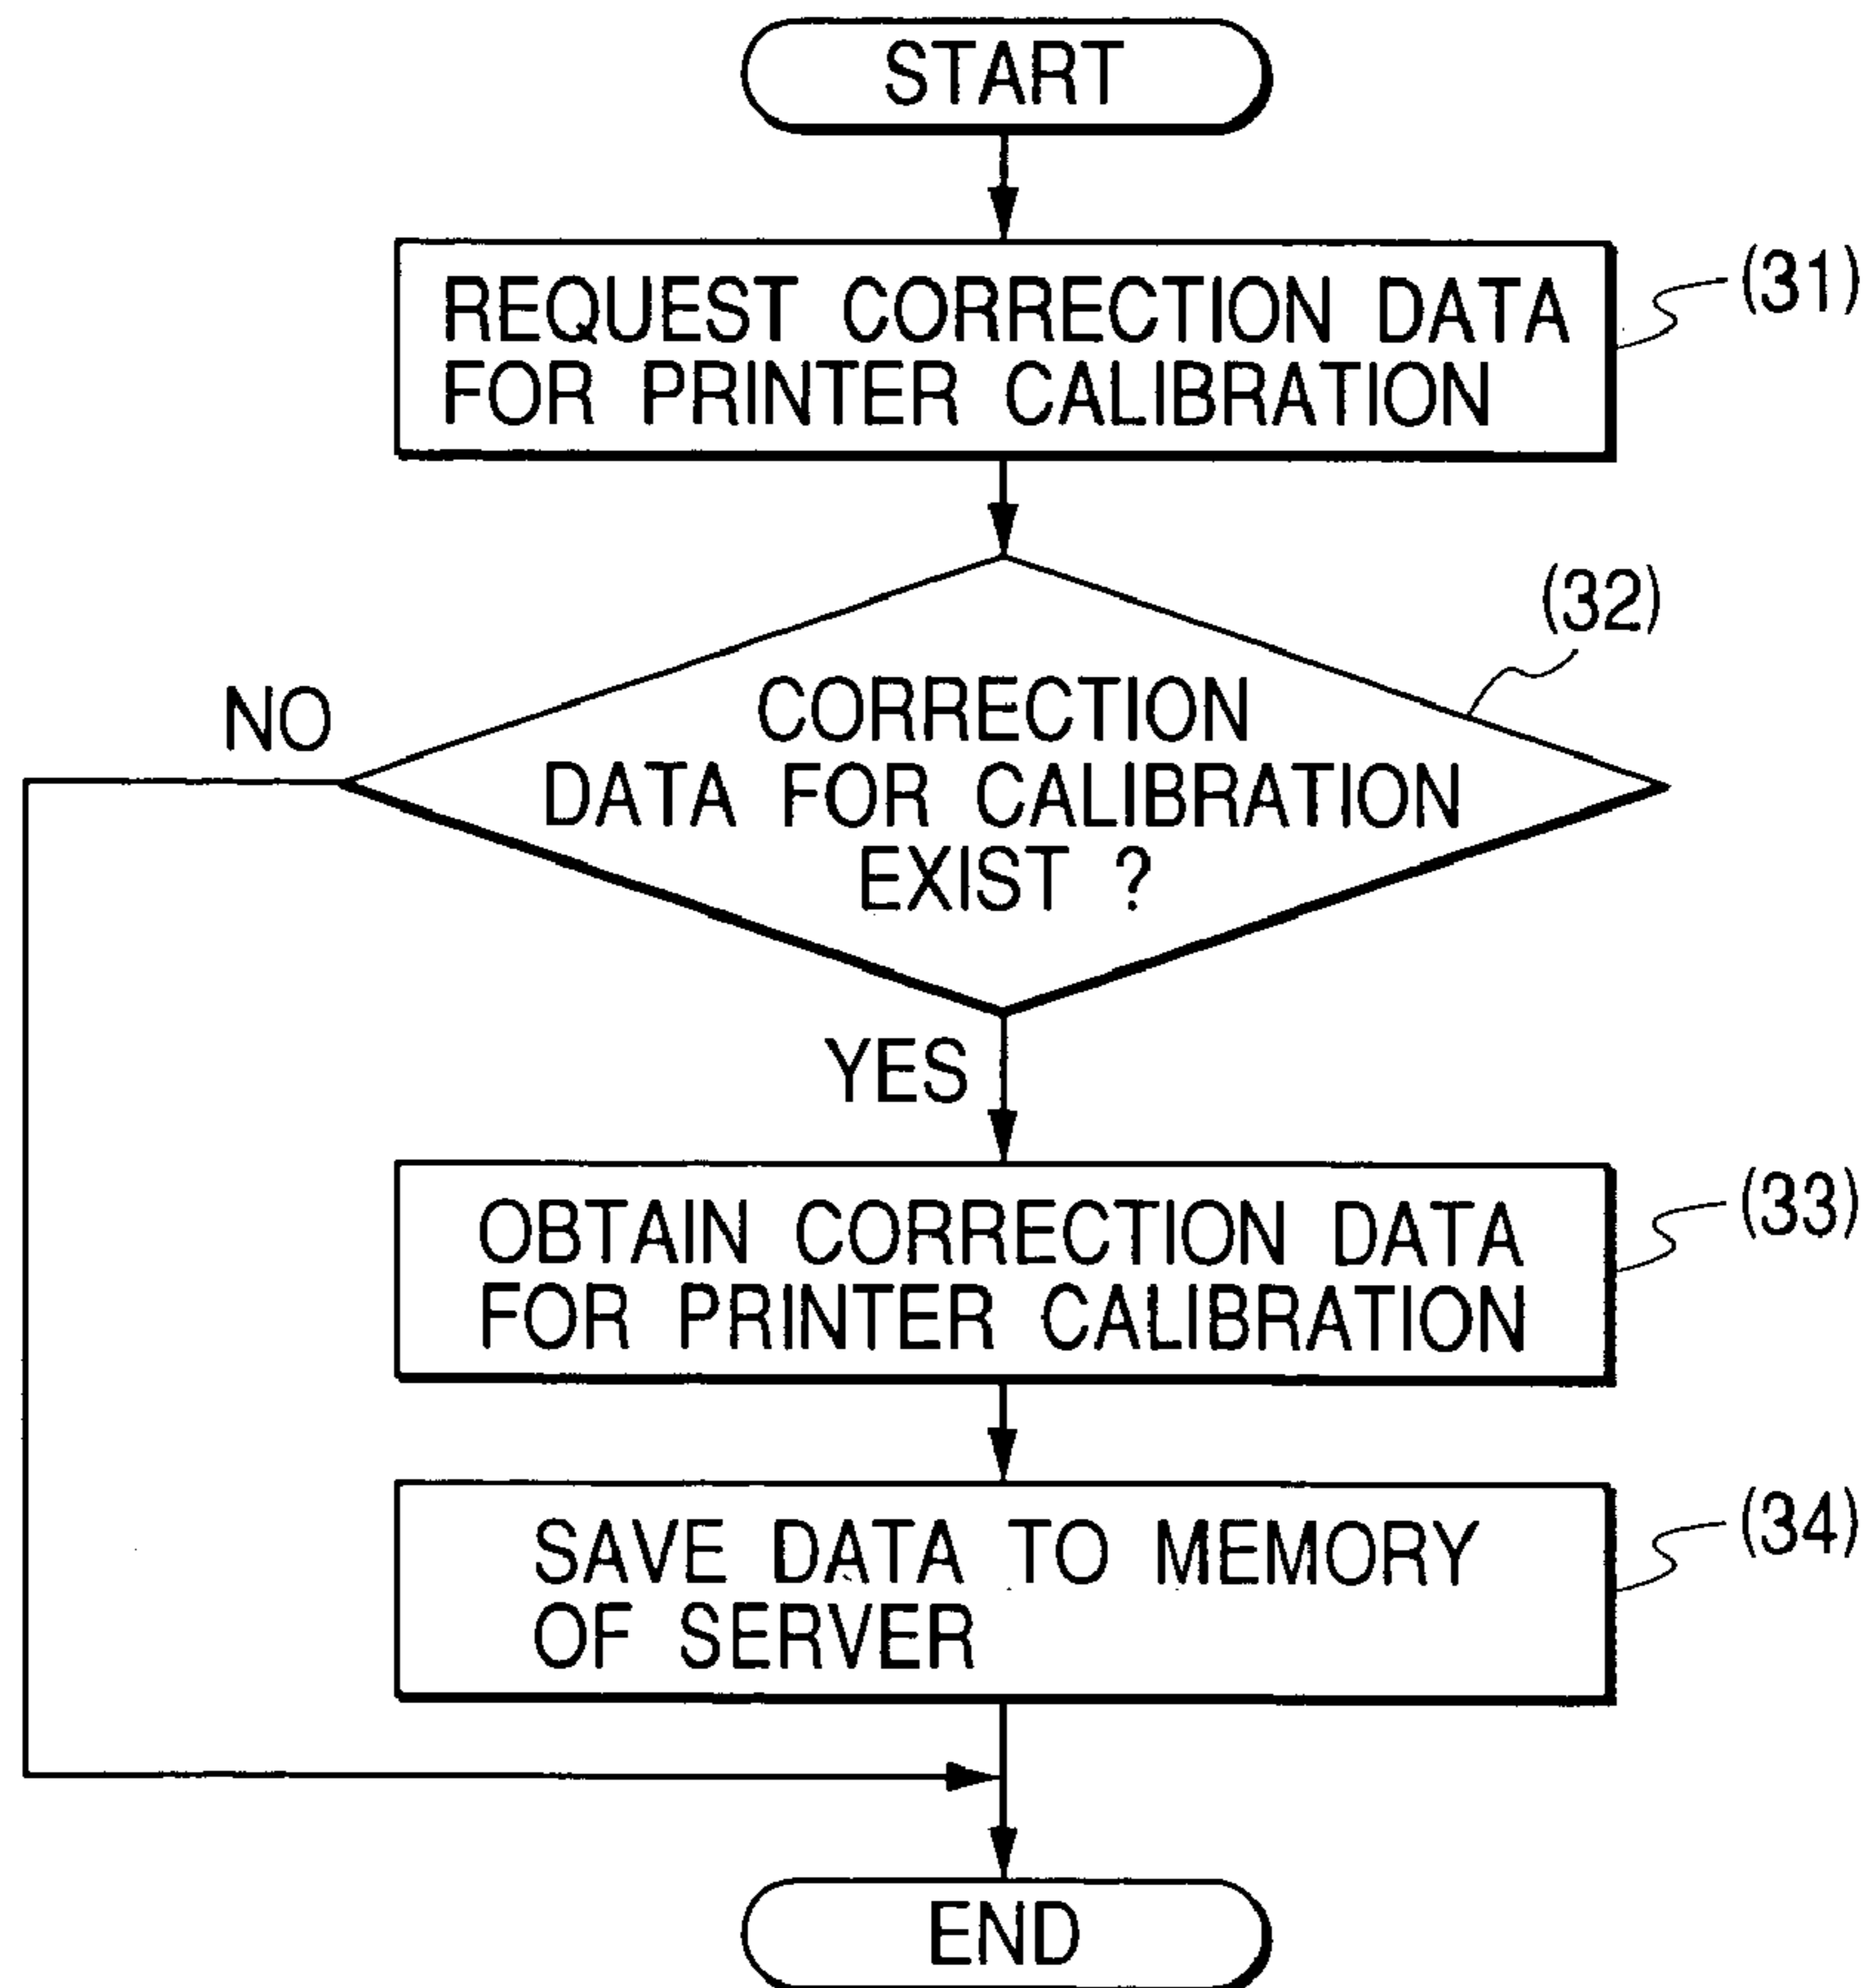 START
REQUEST CORRECTION DATA
FOR PRINTER CALIBRATION
(31)
(32)
CORRECTION
DATA FOR CALIBRATION
EXIST ?
NO
YES
OBTAIN CORRECTION DATA
FOR PRINTER CALIBRATION
(33)
SAVE DATA TO MEMORY
OF SERVER
(34)
END